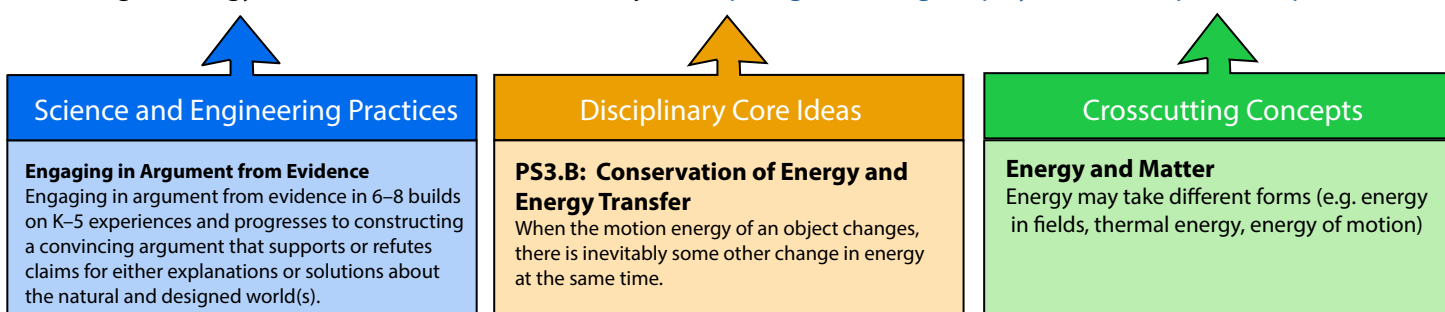 Science and Engineering Practices
Engaging in Argument from Evidence
Engaging in argument from evidence in 6–8 builds
on K–5 experiences and progresses to constructing
a convincing argument that supports or refutes
claims for either explanations or solutions about
the natural and designed world(s).
Disciplinary Core Ideas
PS3.B: Conservation of Energy and
Energy Transfer
When the motion energy of an object changes,
there is inevitably some other change in energy
at the same time.
Crosscutting Concepts
Energy and Matter
Energy may take different forms (e.g. energy
in fields, thermal energy, energy of motion)